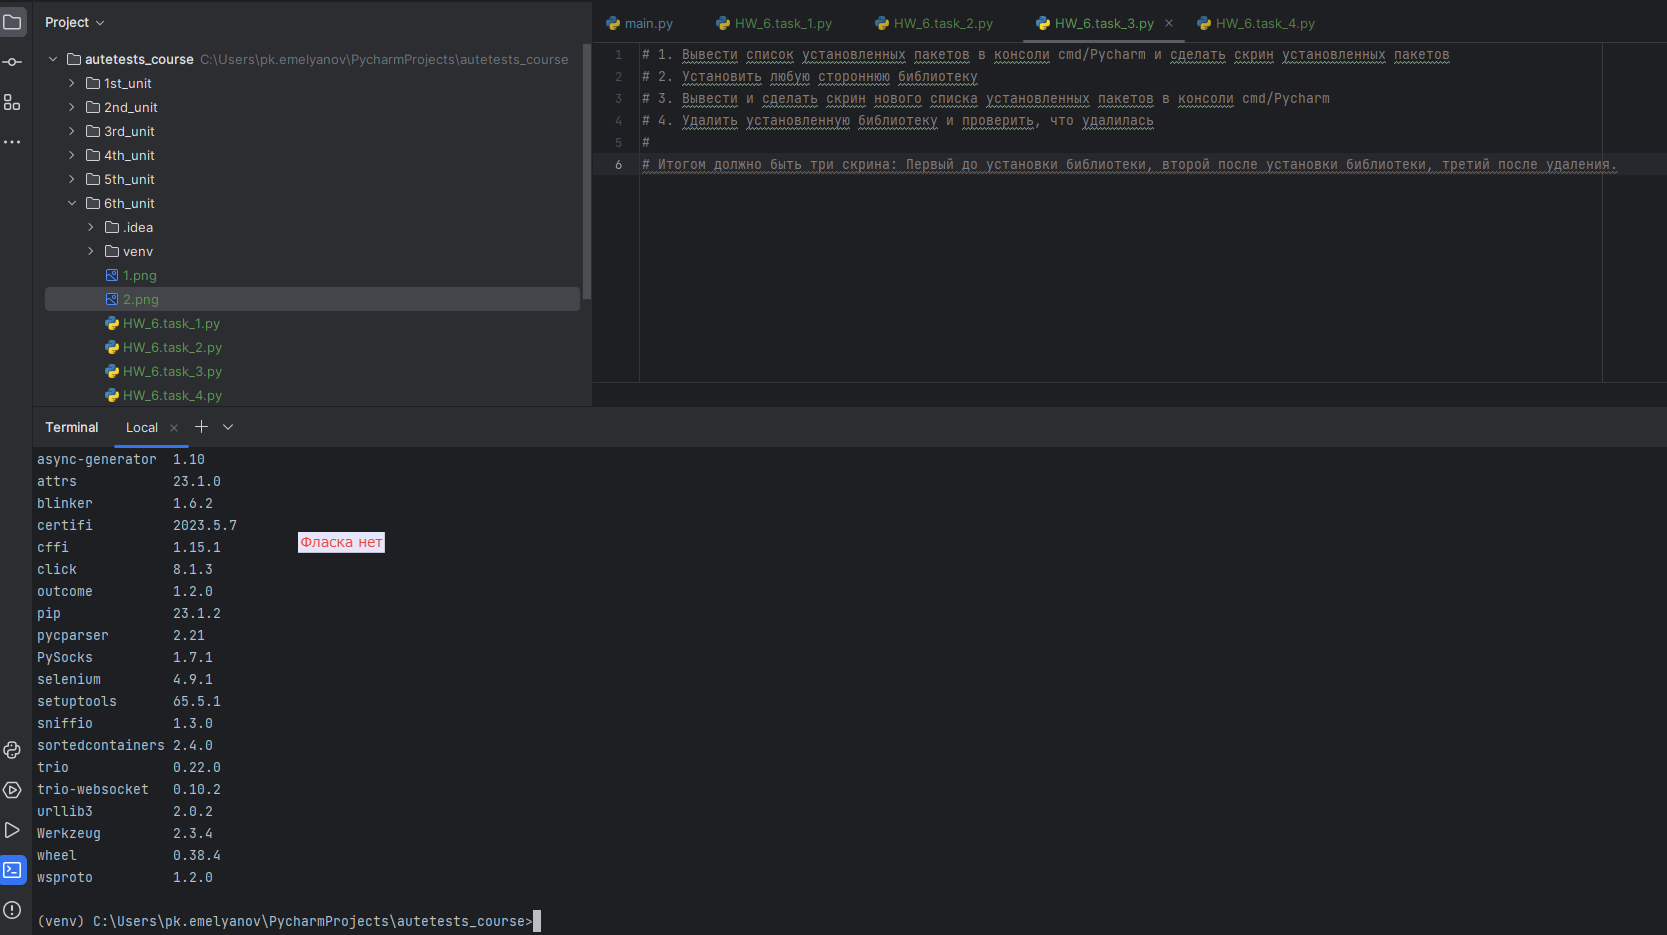 Project
autetests_course C:\Users\pk.emelyanov\PycharmProjects\autetests_course
1st_unit
2nd_unit
3rd_unit
4th_unit
5th_unit
6th_unit
.idea
venv
1.png
2.png
HW_6.task_1.py
HW_6.task_2.py
HW_6.task_3.py
HW_6.task_4.py
main.py HW_6.task_1.py HW_6.task_2.py HW_6.task_3.py HW_6.task_4.py
1 # 1. Вывести список установленных пакетов в консоли cmd/Pycharm и сделать скрин установленных пакетов
2 # 2. Установить любую стороннюю библиотеку
3 # 3. Вывести и сделать скрин нового списка установленных пакетов в консоли cmd/Pycharm
4 # 4. Удалить установленную библиотеку и проверить, что удалилась
5 #
6 # Итогом должно быть три скрина: Первый до установки библиотеки, второй после установки библиотеки, третий после удаления.
Terminal Local
async-generator 1.10
attrs 23.1.0
blinker 1.6.2
certifi 2023.5.7
Фласка нет
cffi 1.15.1
click 8.1.3
outcome 1.2.0
pip 23.1.2
pycparser 2.21
PySocks 1.7.1
selenium 4.9.1
setuptools 65.5.1
sniffio 1.3.0
sortedcontainers 2.4.0
trio 0.22.0
trio-websocket 0.10.2
urllib3 2.0.2
Werkzeug 2.3.4
wheel 0.38.4
wsproto 1.2.0
(venv) C:\Users\pk.emelyanov\PycharmProjects\autetests_course>